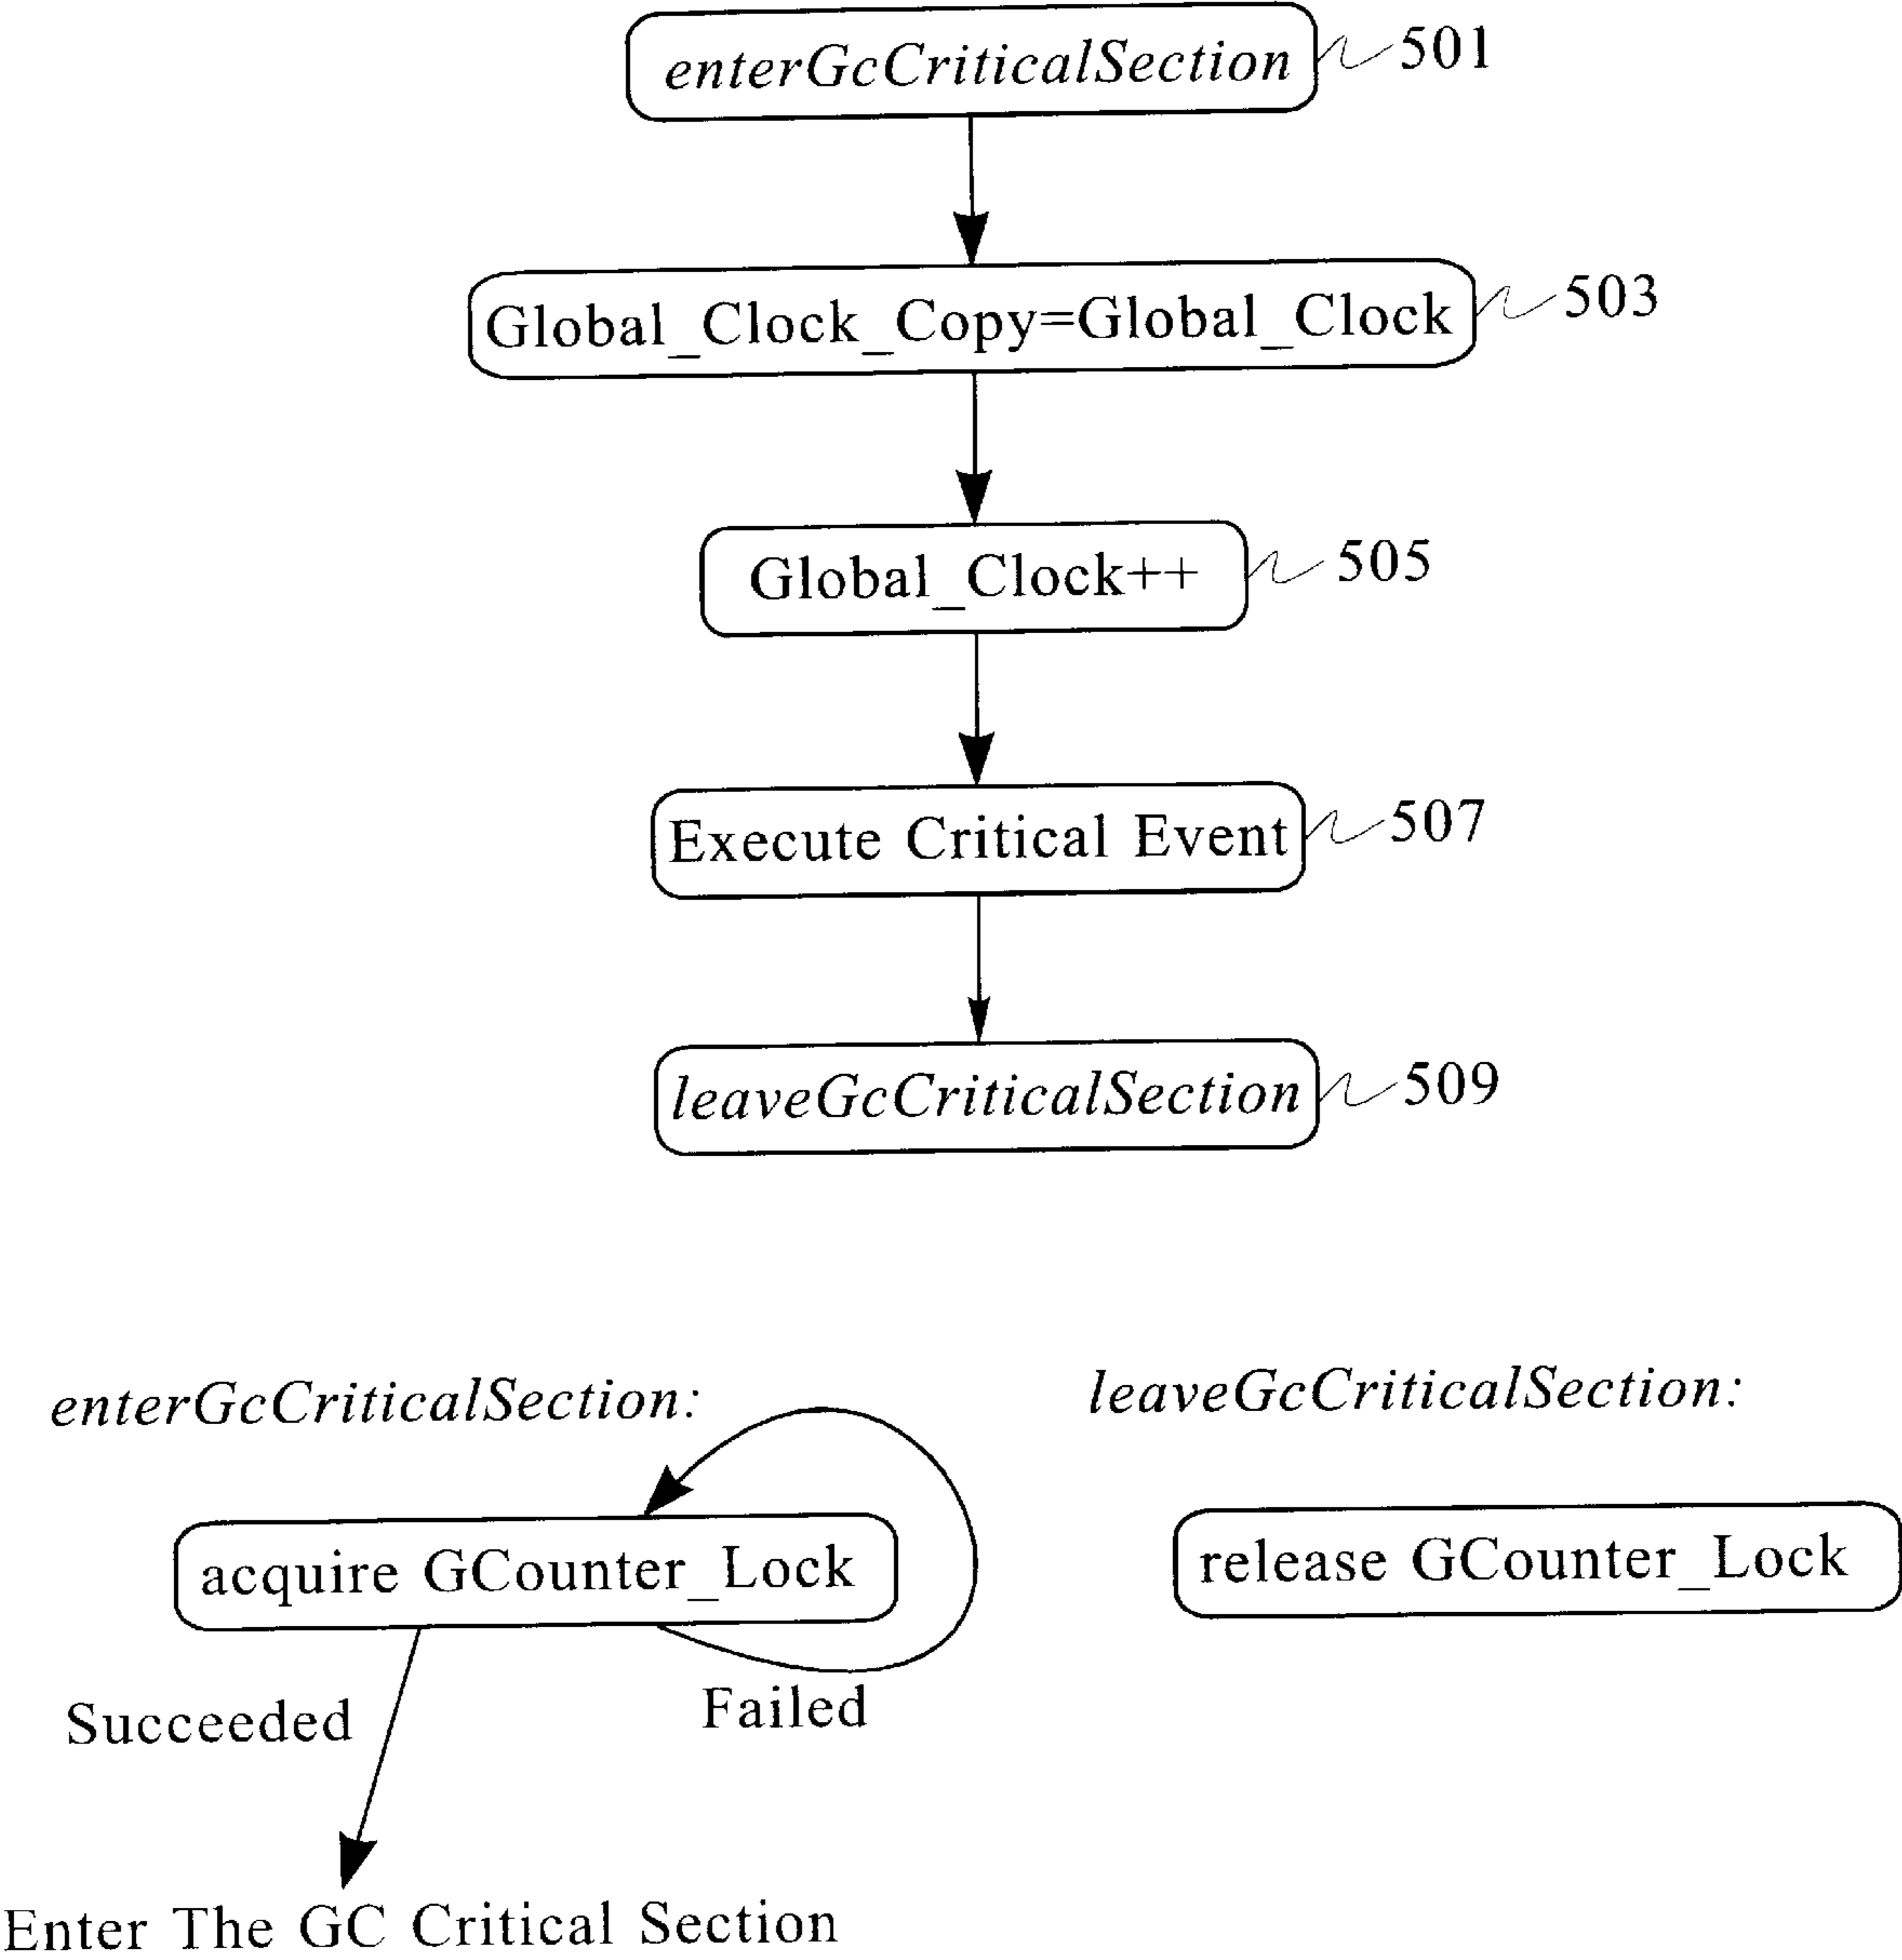 enterGcCriticalSection 501
Global_Clock_Copy=Global_Clock 503
Global_Clock++ 505
Execute Critical Event 507
leaveGcCriticalSection 509
enterGcCriticalSection:
leaveGcCriticalSection:
acquire GCounter_Lock
release GCounter_Lock
Succeeded
Failed
Enter The GC Critical Section